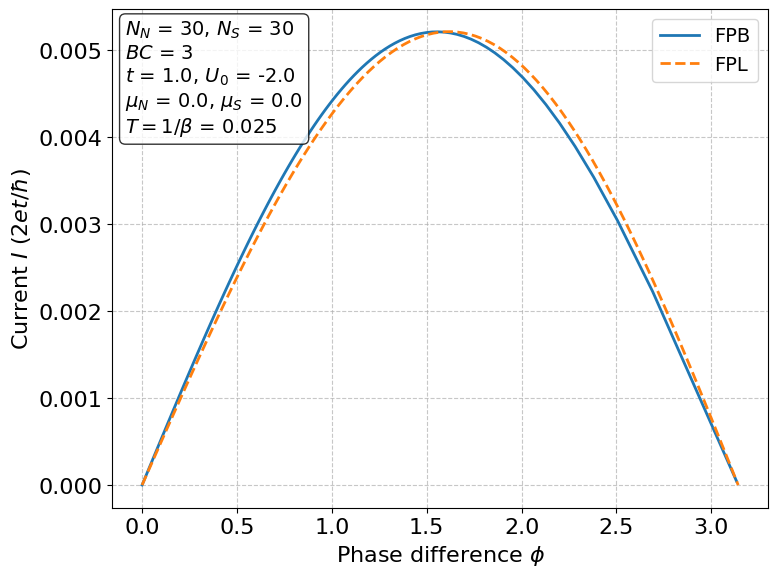 N_N = 30, N_S = 30
BC = 3
t = 1.0, U_0 = -2.0
μ_N = 0.0, μ_S = 0.0
T = 1/β = 0.025
FPB
FPL
Current I (2et/ħ)
0.005
0.004
0.003
0.002
0.001
0.000
0.0 0.5 1.0 1.5 2.0 2.5 3.0
Phase difference ϕ